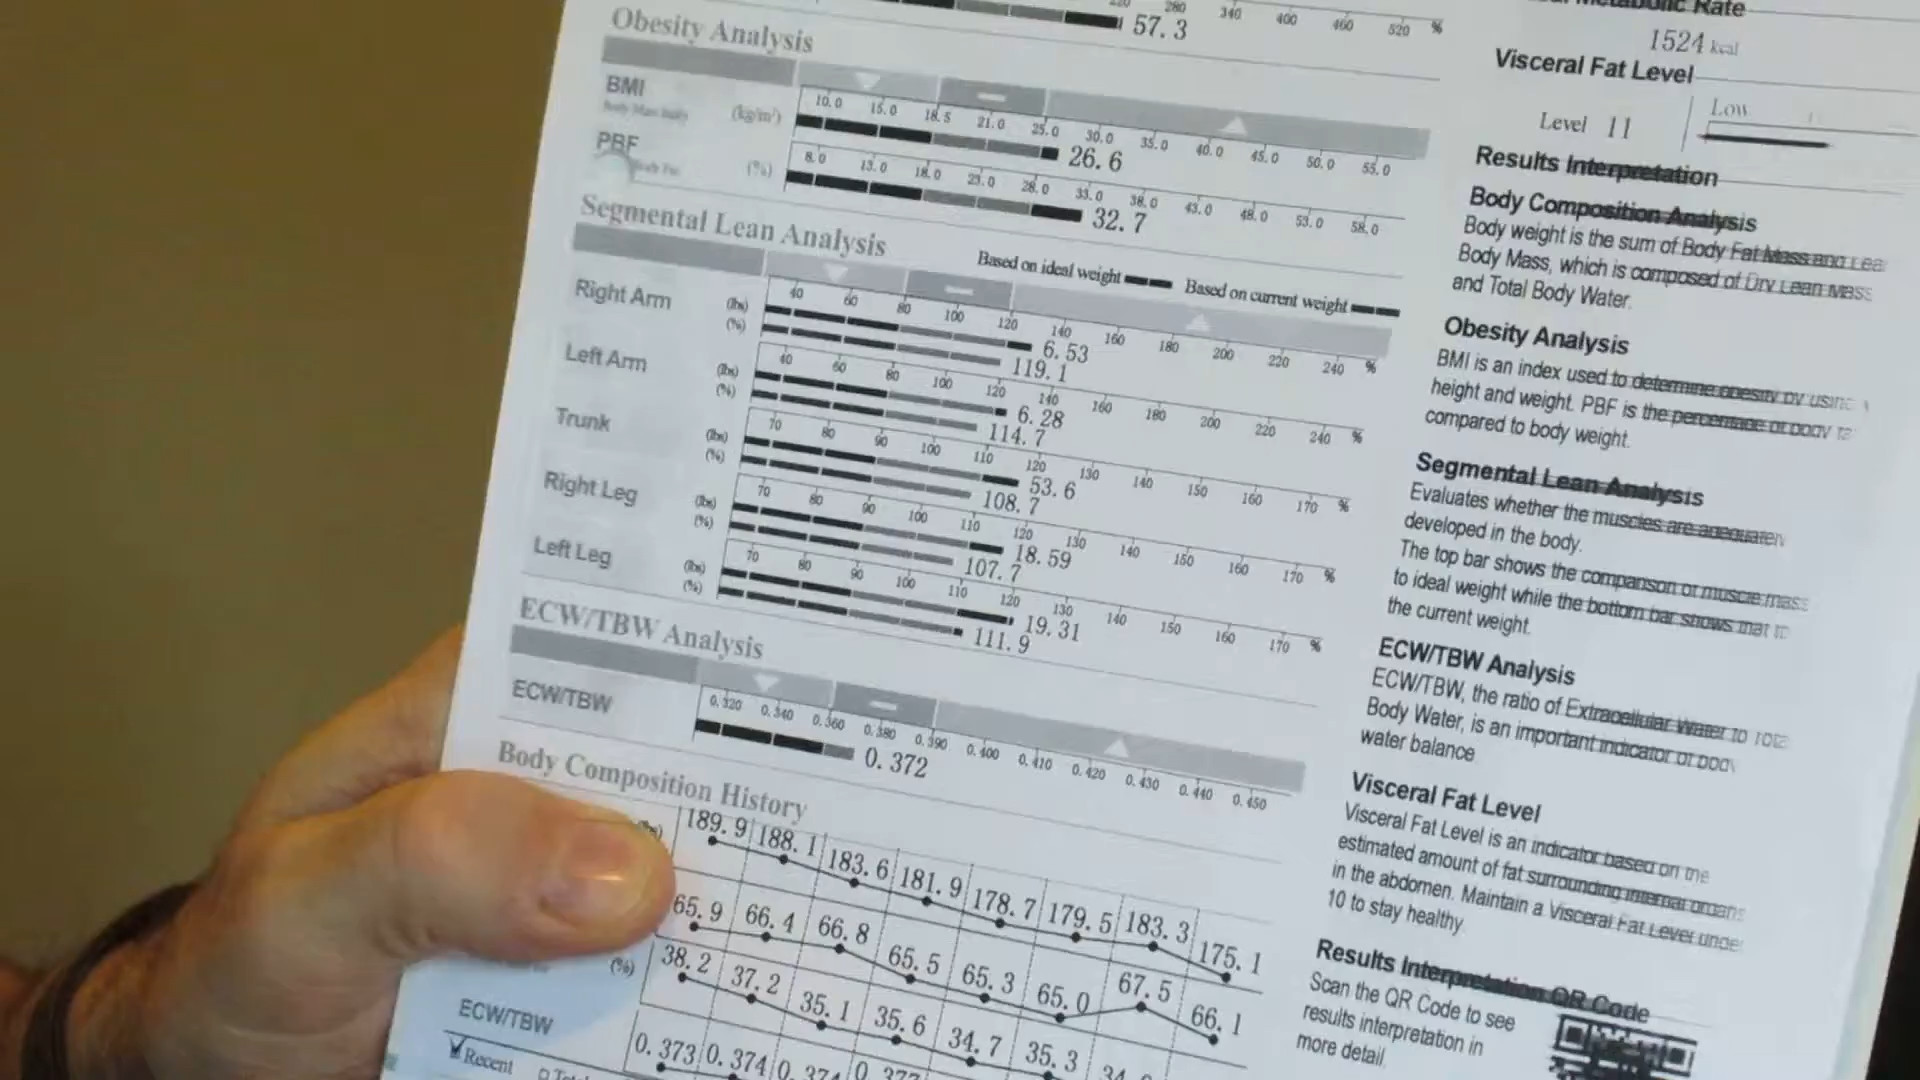 280 340 400 460 520 %
57.3
Obesity Analysis
BMI (kg/m²) 10.0 15.0 18.5 21.0 25.0 30.0 35.0 40.0 45.0 50.0 55.0
26.6
PBF (%) 8.0 13.0 18.0 23.0 28.0 33.0 38.0 43.0 48.0 53.0 58.0
32.7
Segmental Lean Analysis
Based on ideal weight Based on current weight
Right Arm (lbs) 40 60 80 100 120 140 160 180 200 220 240 %
6.53
(%) 119.1
Left Arm (lbs) 40 60 80 100 120 140 160 180 200 220 240 %
6.28
(%) 114.7
Trunk (lbs) 70 80 90 100 110 120 130 140 150 160 170 %
53.6
(%) 108.7
Right Leg (lbs) 70 80 90 100 110 120 130 140 150 160 170 %
18.59
(%) 107.7
Left Leg (lbs) 70 80 90 100 110 120 130 140 150 160 170 %
19.31
(%) 111.9
ECW/TBW Analysis
ECW/TBW 0.320 0.340 0.360 0.380 0.390 0.400 0.410 0.420 0.430 0.440 0.450
0.372
Body Composition History
189.9 188.1 183.6 181.9 178.7 179.5 183.3 175.1
65.9 66.4 66.8 65.5 65.3 65.0 67.5 66.1
(%) 38.2 37.2 35.1 35.6 34.7 35.3
ECW/TBW 0.373 0.374
Recent
Rate
1524 kcal
Visceral Fat Level
Level 11 Low
Results Interpretation
Body Composition Analysis
Body weight is the sum of Body Fat Mass and Lean
Body Mass, which is composed of Dry Lean Mass
and Total Body Water.
Obesity Analysis
BMI is an index used to determine obesity by using
height and weight. PBF is the percentage of body fat
compared to body weight.
Segmental Lean Analysis
Evaluates whether the muscles are adequately
developed in the body.
The top bar shows the comparison of muscle mass
to ideal weight while the bottom bar shows that to
the current weight.
ECW/TBW Analysis
ECW/TBW, the ratio of Extracellular Water to Total
Body Water, is an important indicator of body
water balance
Visceral Fat Level
Visceral Fat Level is an indicator based on the
estimated amount of fat surrounding internal organs
in the abdomen. Maintain a Visceral Fat Level under
10 to stay healthy.
Results Interpretation QR Code
Scan the QR Code to see
results interpretation in
more detail.